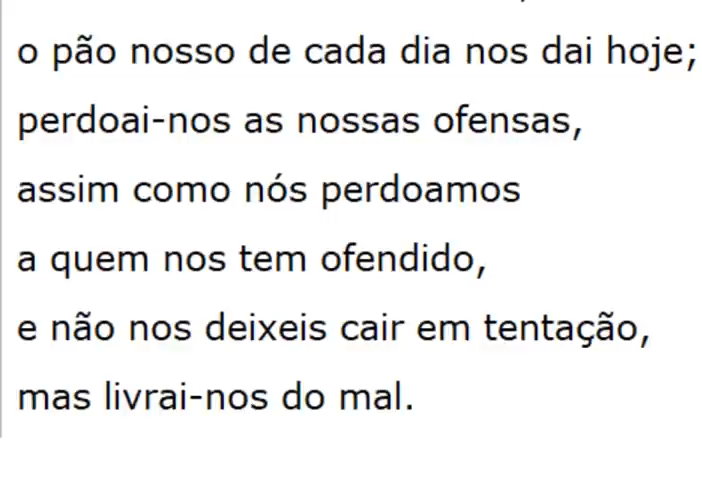 o pão nosso de cada dia nos dai hoje;
perdoai-nos as nossas ofensas,
assim como nós perdoamos
a quem nos tem ofendido,
e não nos deixeis cair em tentação,
mas livrai-nos do mal.